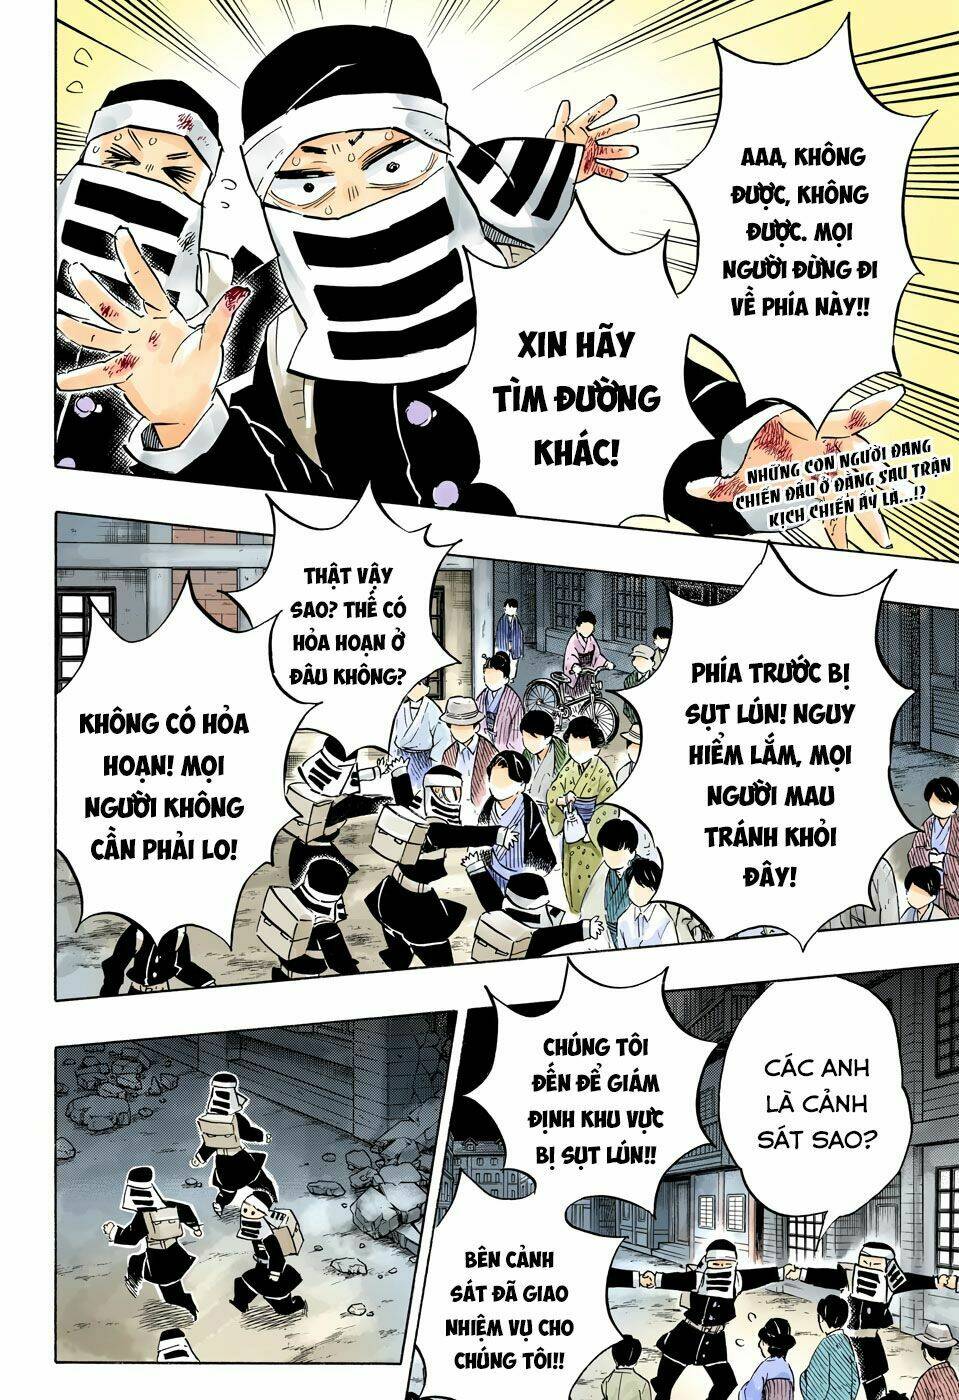 AAA, KHÔNG
ĐƯỢC, KHÔNG
ĐƯỢC. MỌI
NGƯỜI ĐỪNG ĐI
VỀ PHÍA NÀY!!
XIN HÃY
TÌM ĐƯỜNG
KHÁC!
NHỮNG CON NGƯỜI ĐANG
CHIẾN ĐẤU Ở ĐẰNG SAU TRẬN
KỊCH CHIẾN ẤY LÀ...!?
PHÍA TRƯỚC BỊ
SỤT LÚN! NGUY
HIỂM LẮM, MỌI
NGƯỜI MAU
TRÁNH KHỎI
ĐÂY!
THẬT VẬY
SAO? THẾ CÓ
HỎA HOẠN Ở
ĐÂU KHÔNG?
KHÔNG CÓ HỎA
HOẠN! MỌI
NGƯỜI KHÔNG
CẦN PHẢI LO!
CÁC ANH
LÀ CẢNH
SÁT SAO?
CHÚNG TÔI
ĐẾN ĐỂ GIÁM
ĐỊNH KHU VỰC
BỊ SỤT LÚN!!
BÊN CẢNH
SÁT ĐÃ GIAO
NHIỆM VỤ CHO
CHÚNG TÔI!!